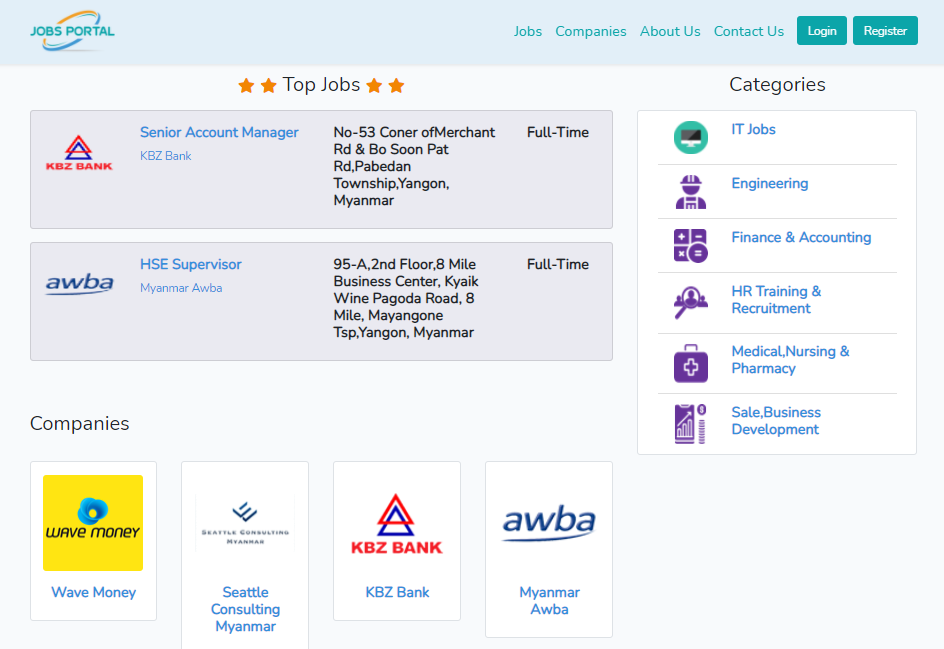 JOBS PORTAL
Jobs
Companies
About Us
Contact Us
Login
Register
Top Jobs
KBZ BANK
Senior Account Manager
KBZ Bank
No-53 Coner ofMerchant
Rd & Bo Soon Pat
Rd,Pabedan
Township,Yangon,
Myanmar
Full-Time
awba
HSE Supervisor
Myanmar Awba
95-A,2nd Floor,8 Mile
Business Center, Kyaik
Wine Pagoda Road, 8
Mile, Mayangone
Tsp,Yangon, Myanmar
Full-Time
Categories
IT Jobs
Engineering
Finance & Accounting
HR Training &
Recruitment
Medical,Nursing &
Pharmacy
Sale,Business
Development
Companies
WAVE MONEY
Wave Money
SEATTLE CONSULTING
MYANMAR
Seattle
Consulting
Myanmar
KBZ BANK
KBZ Bank
awba
Myanmar
Awba